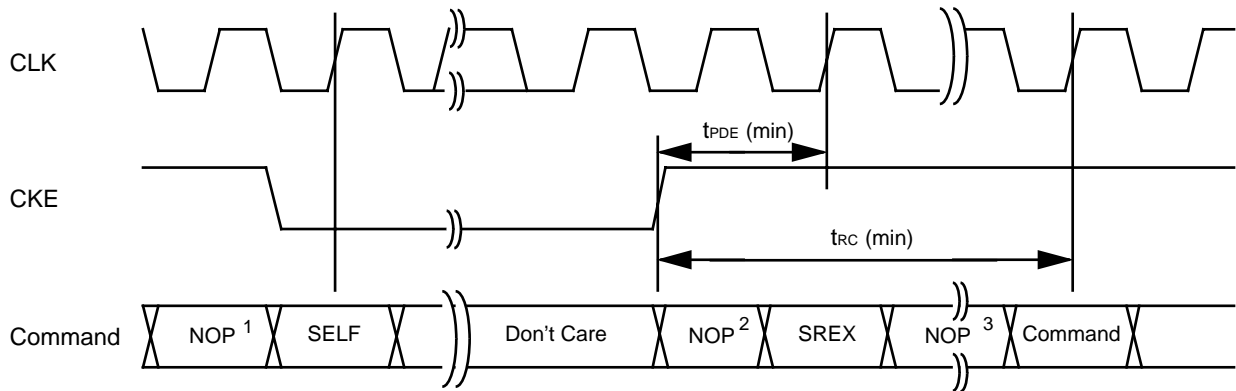 CLK
tPDE (min)
CKE
tRC (min)
Command
NOP 1
SELF
Don't Care
NOP 2
SREX
NOP 3
Command